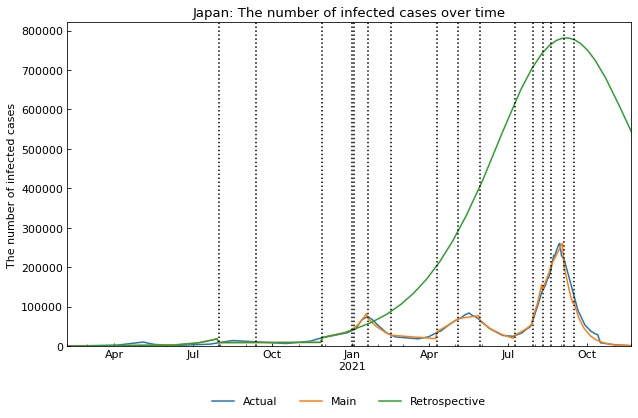 Japan: The number of infected cases over time
The number of infected cases
800000
700000
600000
500000
400000
300000
200000
100000
0
Apr Jul Oct Jan Apr Jul Oct
2021
Actual Main Retrospective